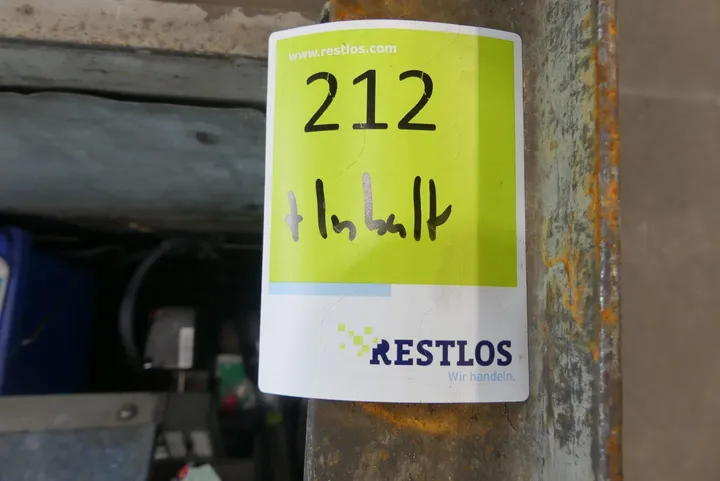 www.restlos.com
212
+ Inhalt
RESTLOS
Wir handeln.